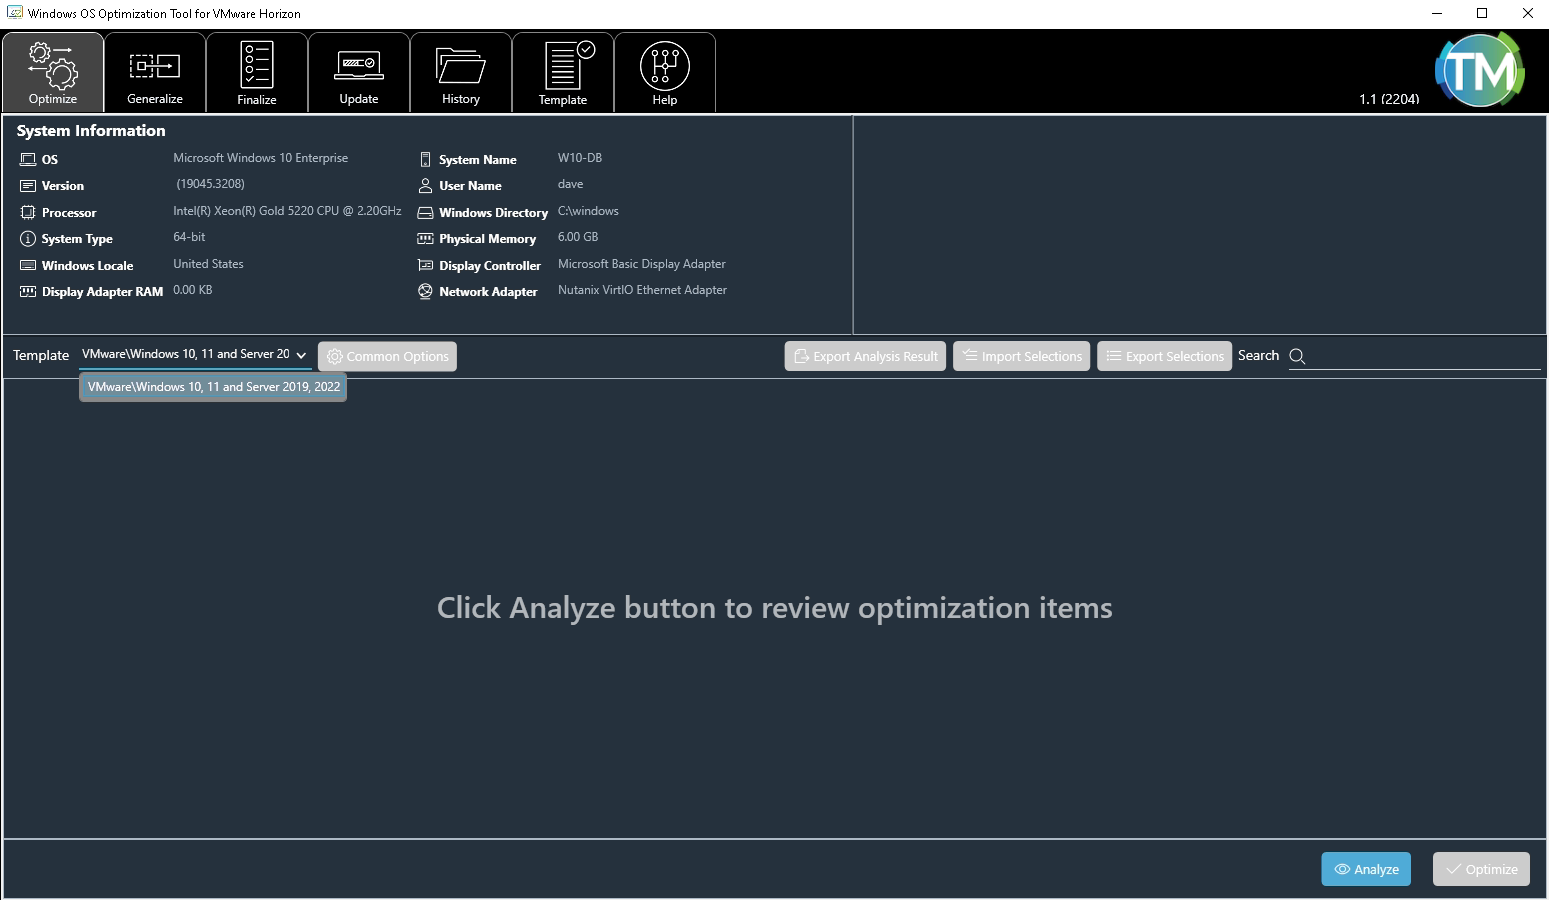 Windows OS Optimization Tool for VMware Horizon
Optimize
Generalize
Finalize
Update
History
Template
Help
1.1 (2204)
TM
System Information
OS Microsoft Windows 10 Enterprise
Version (19045.3208)
Processor Intel(R) Xeon(R) Gold 5220 CPU @ 2.20GHz
System Type 64-bit
Windows Locale United States
Display Adapter RAM 0.00 KB
System Name W10-DB
User Name dave
Windows Directory C:\windows
Physical Memory 6.00 GB
Display Controller Microsoft Basic Display Adapter
Network Adapter Nutanix VirtIO Ethernet Adapter
Template VMware\Windows 10, 11 and Server 20 Common Options Export Analysis Result Import Selections Export Selections Search
VMware\Windows 10, 11 and Server 2019, 2022
Click Analyze button to review optimization items
Analyze Optimize